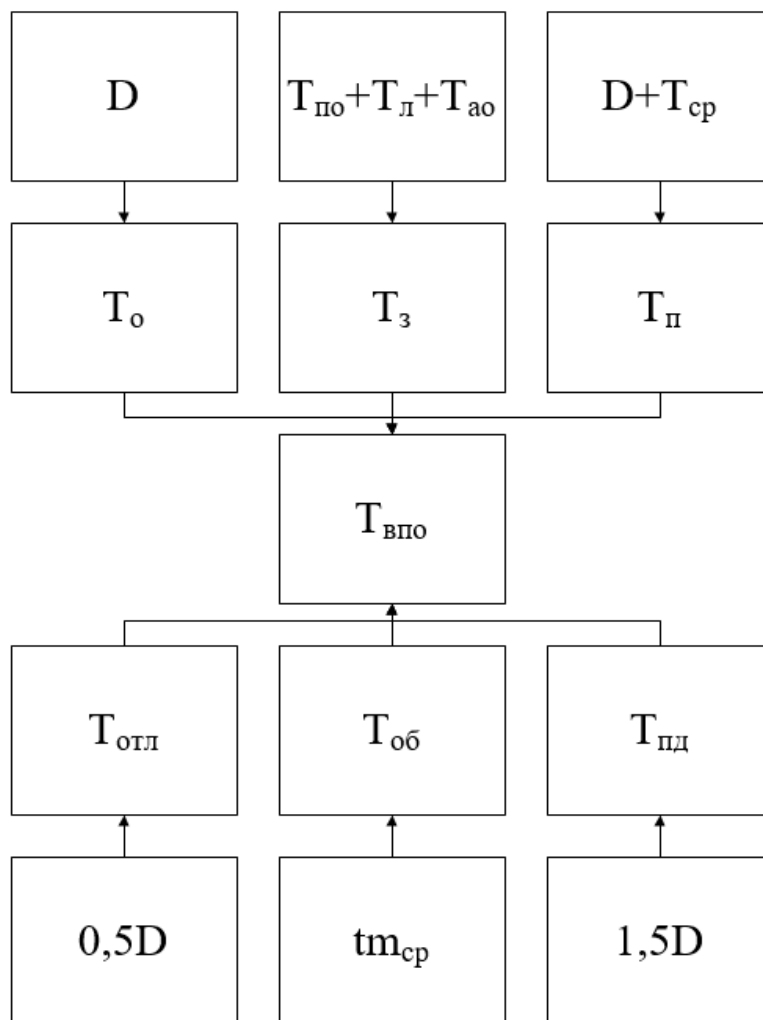 D
Tпо+Tл+Tао
D+Tср
Tо
Tз
Tп
Tвпо
Tотл
Tоб
Tпд
0,5D
tmср
1,5D